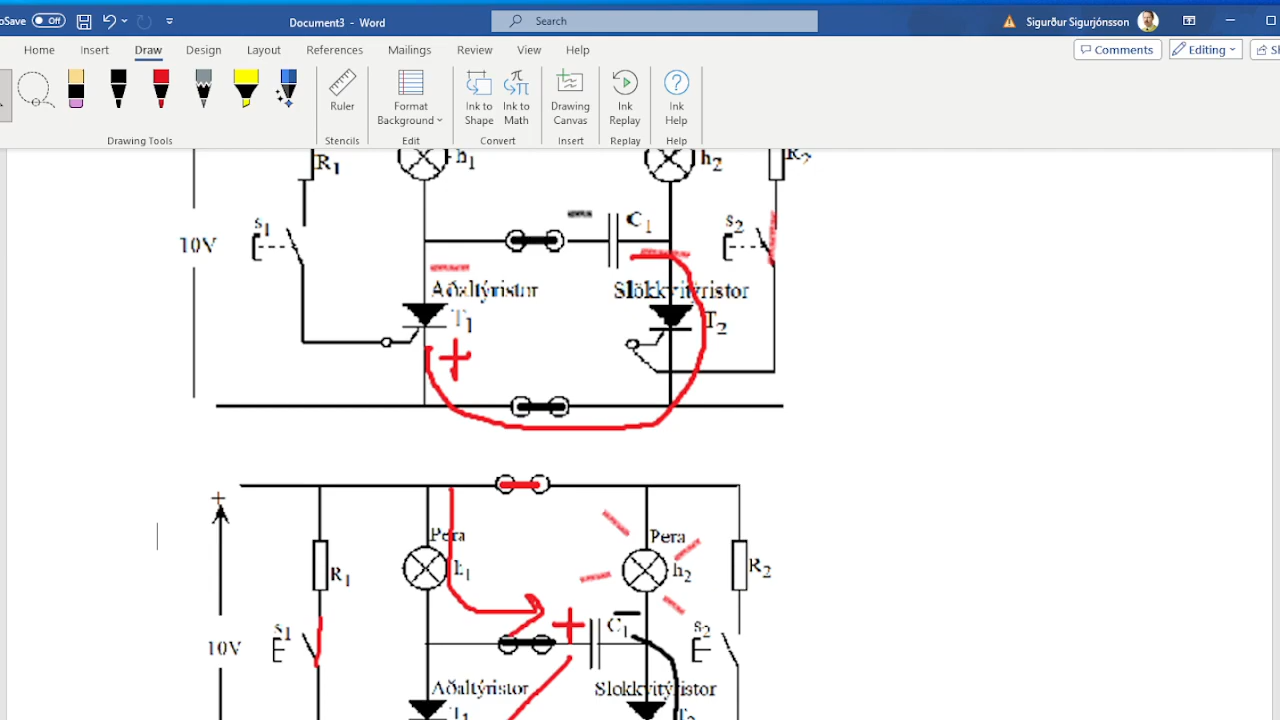 Save Off Document3 - Word Search Sigurður Sigurjónsson
Home Insert Draw Design Layout References Mailings Review View Help Comments Editing
Ruler Format Background Ink to Shape Ink to Math Drawing Canvas Ink Replay Ink Help
Drawing Tools Stencils Edit Convert Insert Replay Help
R1 h1 h2 R2
s1 C1 s2
10V
Aðaltýristor Slökkvitýristor
T1 T2
+
+
Pera Pera
R1 h1 h2 R2
s1 + C1 s2
10V
Aðaltýristor Slokkvitýristor
T1 T2